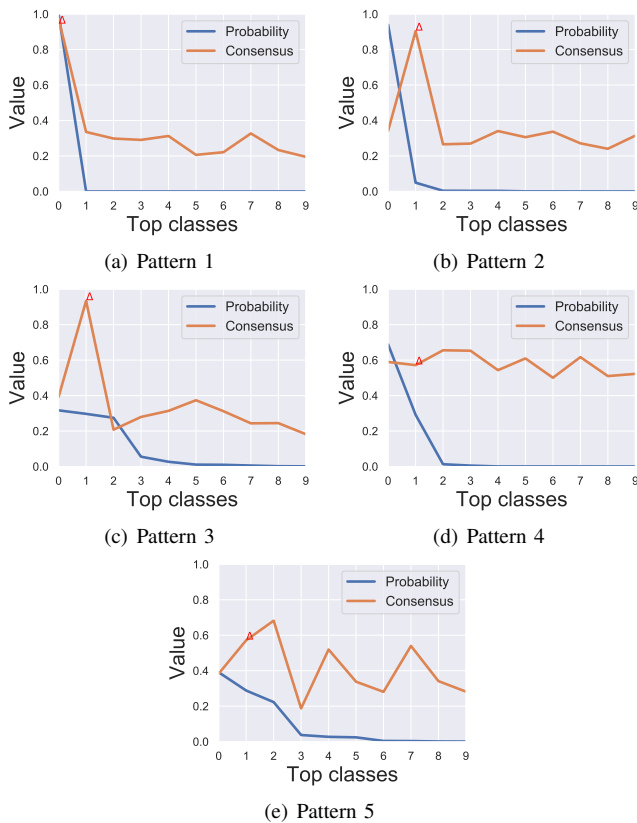 1.0
0.8
0.6
0.4
0.2
0.0
Value
Δ
Probability
Consensus
0 1 2 3 4 5 6 7 8 9
Top classes
(a) Pattern 1
1.0
0.8
0.6
0.4
0.2
0.0
Value
Δ
Probability
Consensus
0 1 2 3 4 5 6 7 8 9
Top classes
(b) Pattern 2
1.0
0.8
0.6
0.4
0.2
0.0
Value
Δ
Probability
Consensus
0 1 2 3 4 5 6 7 8 9
Top classes
(c) Pattern 3
1.0
0.8
0.6
0.4
0.2
0.0
Value
Δ
Probability
Consensus
0 1 2 3 4 5 6 7 8 9
Top classes
(d) Pattern 4
1.0
0.8
0.6
0.4
0.2
0.0
Value
Δ
Probability
Consensus
0 1 2 3 4 5 6 7 8 9
Top classes
(e) Pattern 5